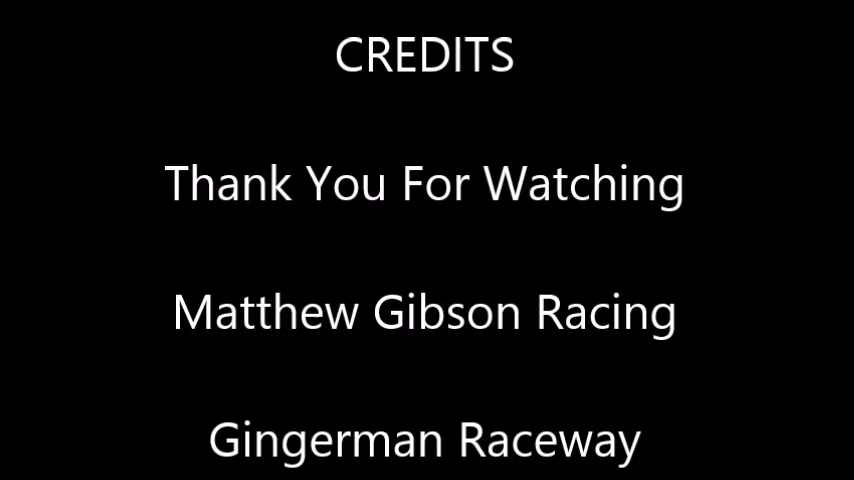 CREDITS
Thank You For Watching
Matthew Gibson Racing
Gingerman Raceway